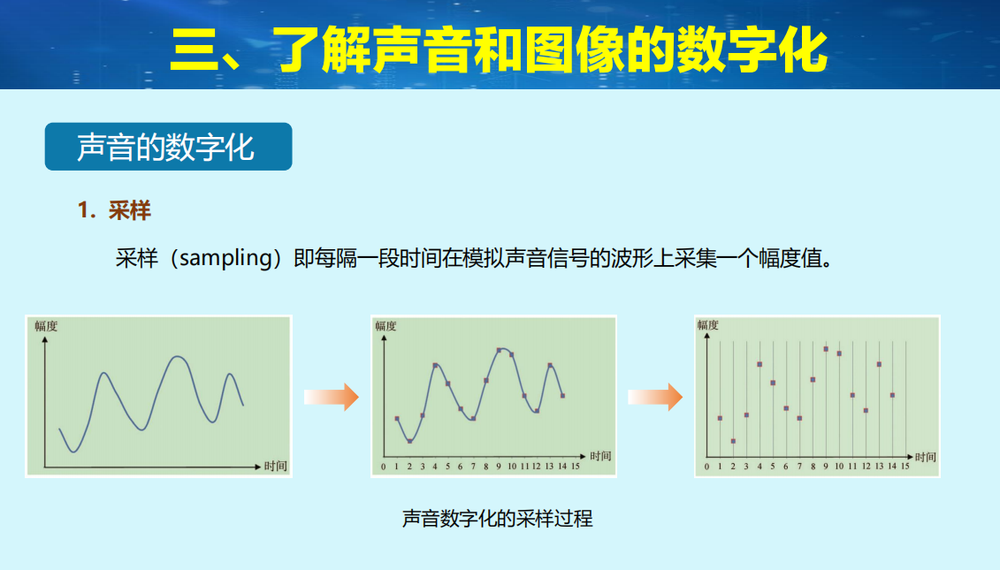 三、了解声音和图像的数字化
声音的数字化
1. 采样
采样（sampling）即每隔一段时间在模拟声音信号的波形上采集一个幅度值。
幅度
时间
幅度
时间
0 1 2 3 4 5 6 7 8 9 10 11 12 13 14 15
幅度
时间
0 1 2 3 4 5 6 7 8 9 10 11 12 13 14 15
声音数字化的采样过程